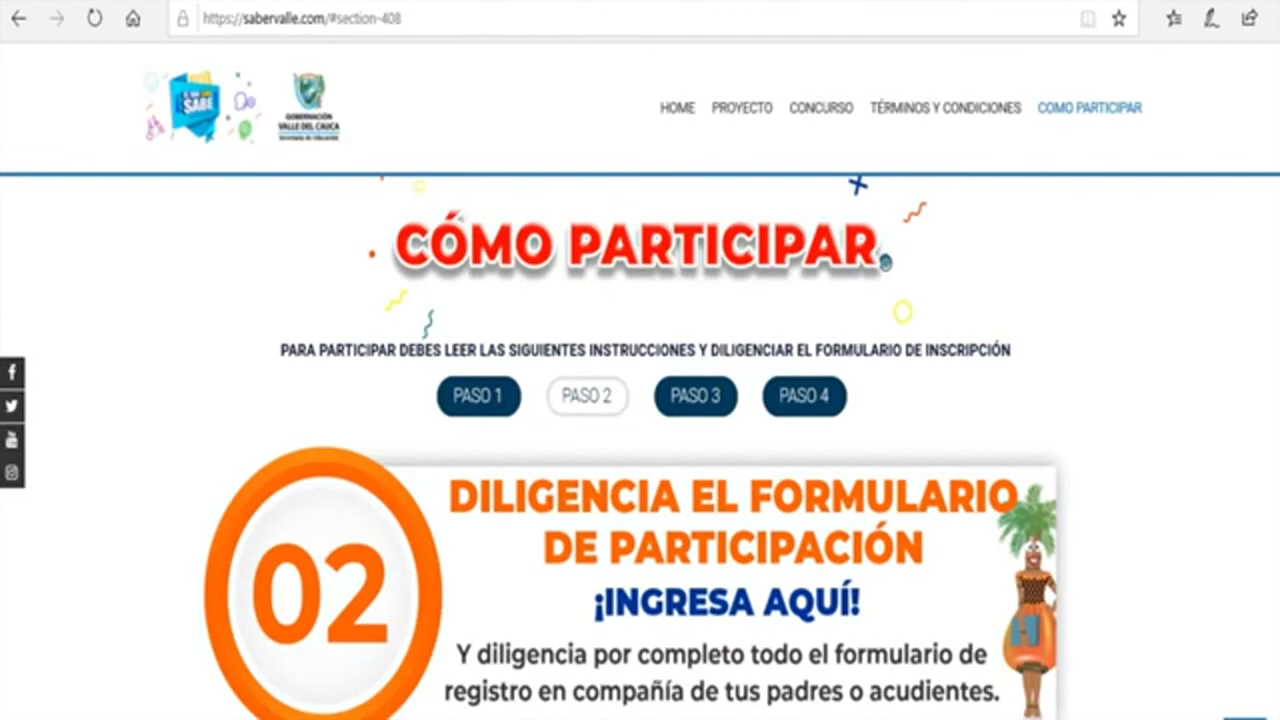 https://sabervalle.com/#section-408
SABE
GOBERNACIÓN
VALLE DEL CAUCA
Secretaría de Educación
HOME PROYECTO CONCURSO TÉRMINOS Y CONDICIONES COMO PARTICIPAR
CÓMO PARTICIPAR
PARA PARTICIPAR DEBES LEER LAS SIGUIENTES INSTRUCCIONES Y DILIGENCIAR EL FORMULARIO DE INSCRIPCIÓN
PASO 1 PASO 2 PASO 3 PASO 4
02
DILIGENCIA EL FORMULARIO
DE PARTICIPACIÓN
¡INGRESA AQUÍ!
Y diligencia por completo todo el formulario de
registro en compañía de tus padres o acudientes.